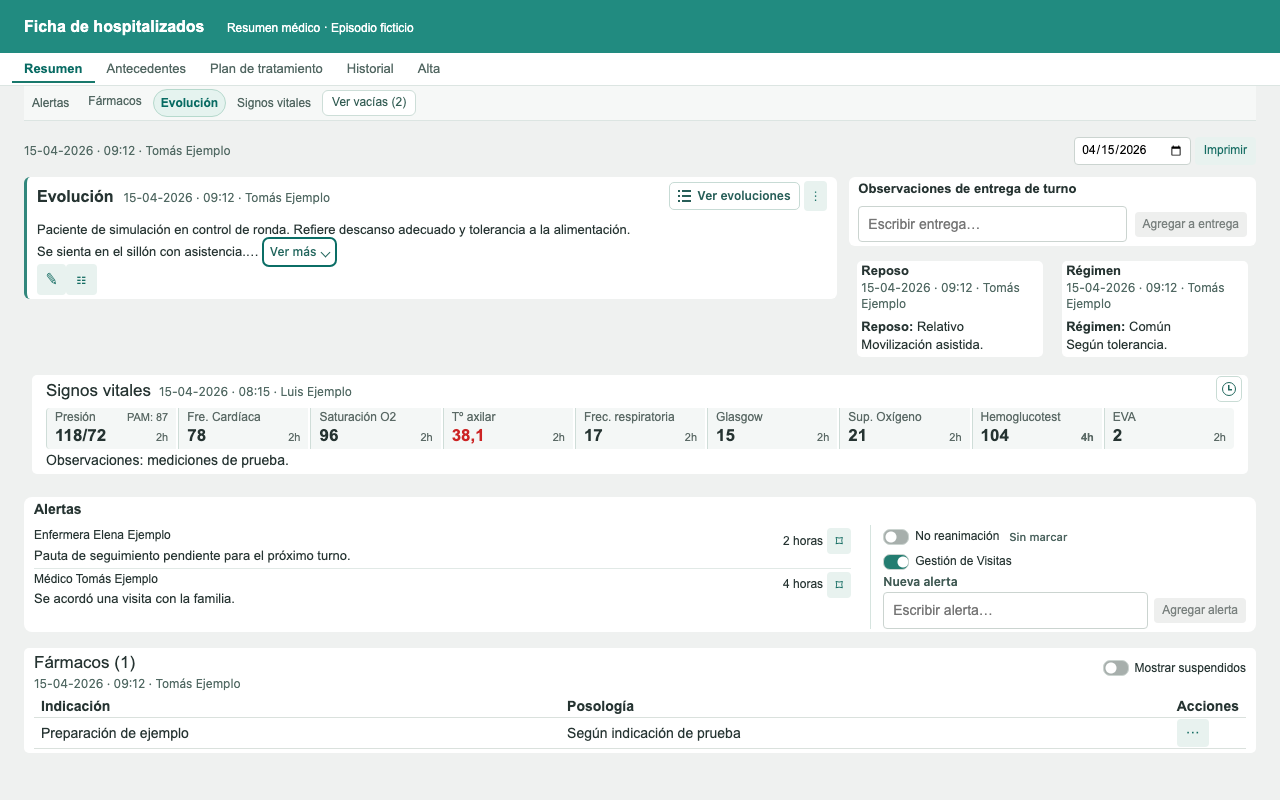 Ficha de hospitalizados Resumen médico · Episodio ficticio
Resumen Antecedentes Plan de tratamiento Historial Alta
Alertas Fármacos Evolución Signos vitales Ver vacías (2)
15-04-2026 · 09:12 · Tomás Ejemplo
04/15/2026 Imprimir
Evolución 15-04-2026 · 09:12 · Tomás Ejemplo
Ver evoluciones
Paciente de simulación en control de ronda. Refiere descanso adecuado y tolerancia a la alimentación.
Se sienta en el sillón con asistencia.… Ver más
Observaciones de entrega de turno
Escribir entrega… Agregar a entrega
Reposo
15-04-2026 · 09:12 · Tomás
Ejemplo
Reposo: Relativo
Movilización asistida.
Régimen
15-04-2026 · 09:12 · Tomás
Ejemplo
Régimen: Común
Según tolerancia.
Signos vitales 15-04-2026 · 08:15 · Luis Ejemplo
Presión PAM: 87
118/72 2h
Fre. Cardíaca
78 2h
Saturación O2
96 2h
Tº axilar
38,1 2h
Frec. respiratoria
17 2h
Glasgow
15 2h
Sup. Oxígeno
21 2h
Hemoglucotest
104 4h
EVA
2 2h
Observaciones: mediciones de prueba.
Alertas
Enfermera Elena Ejemplo
Pauta de seguimiento pendiente para el próximo turno.
2 horas
Médico Tomás Ejemplo
Se acordó una visita con la familia.
4 horas
No reanimación Sin marcar
Gestión de Visitas
Nueva alerta
Escribir alerta… Agregar alerta
Fármacos (1)
15-04-2026 · 09:12 · Tomás Ejemplo
Mostrar suspendidos
Indicación Posología Acciones
Preparación de ejemplo Según indicación de prueba ...